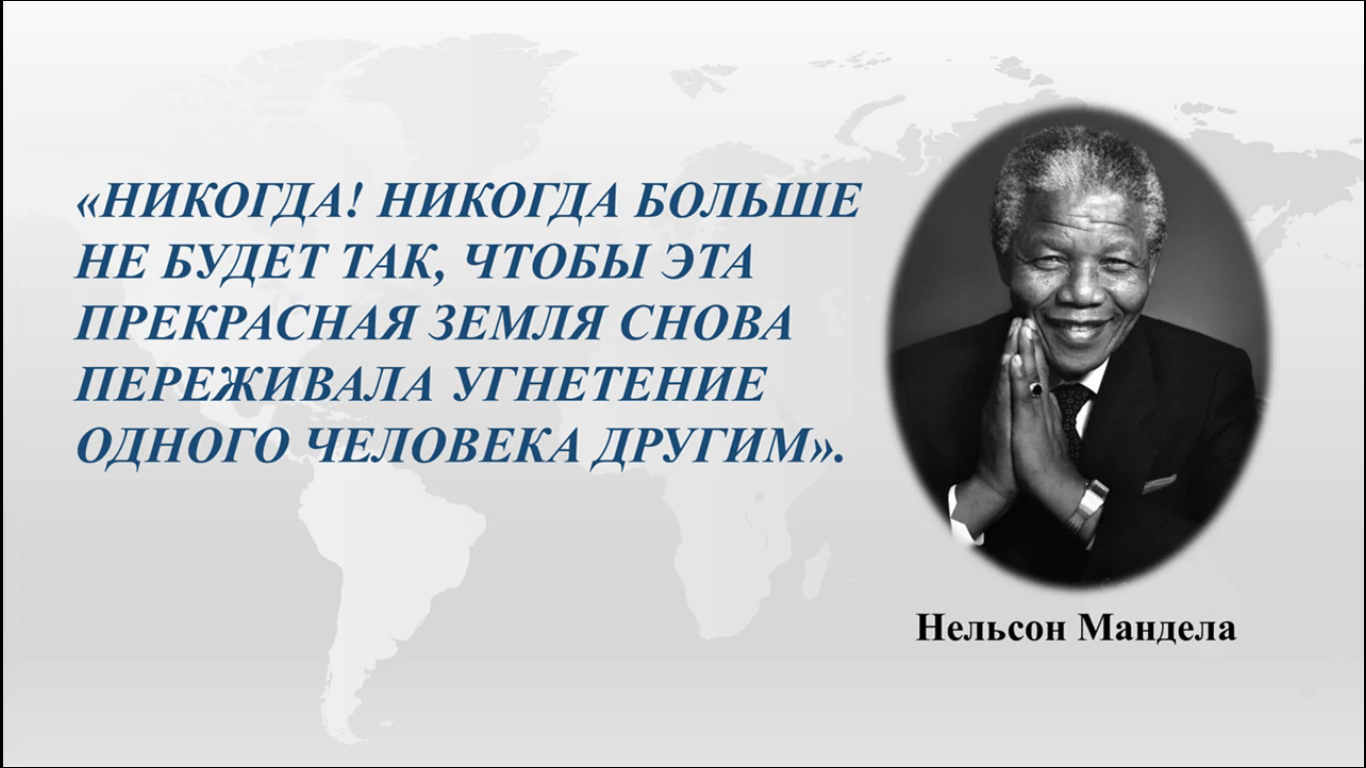 «НИКОГДА! НИКОГДА БОЛЬШЕ
НЕ БУДЕТ ТАК, ЧТОБЫ ЭТА
ПРЕКРАСНАЯ ЗЕМЛЯ СНОВА
ПЕРЕЖИВАЛА УГНЕТЕНИЕ
ОДНОГО ЧЕЛОВЕКА ДРУГИМ».
Нельсон Мандела